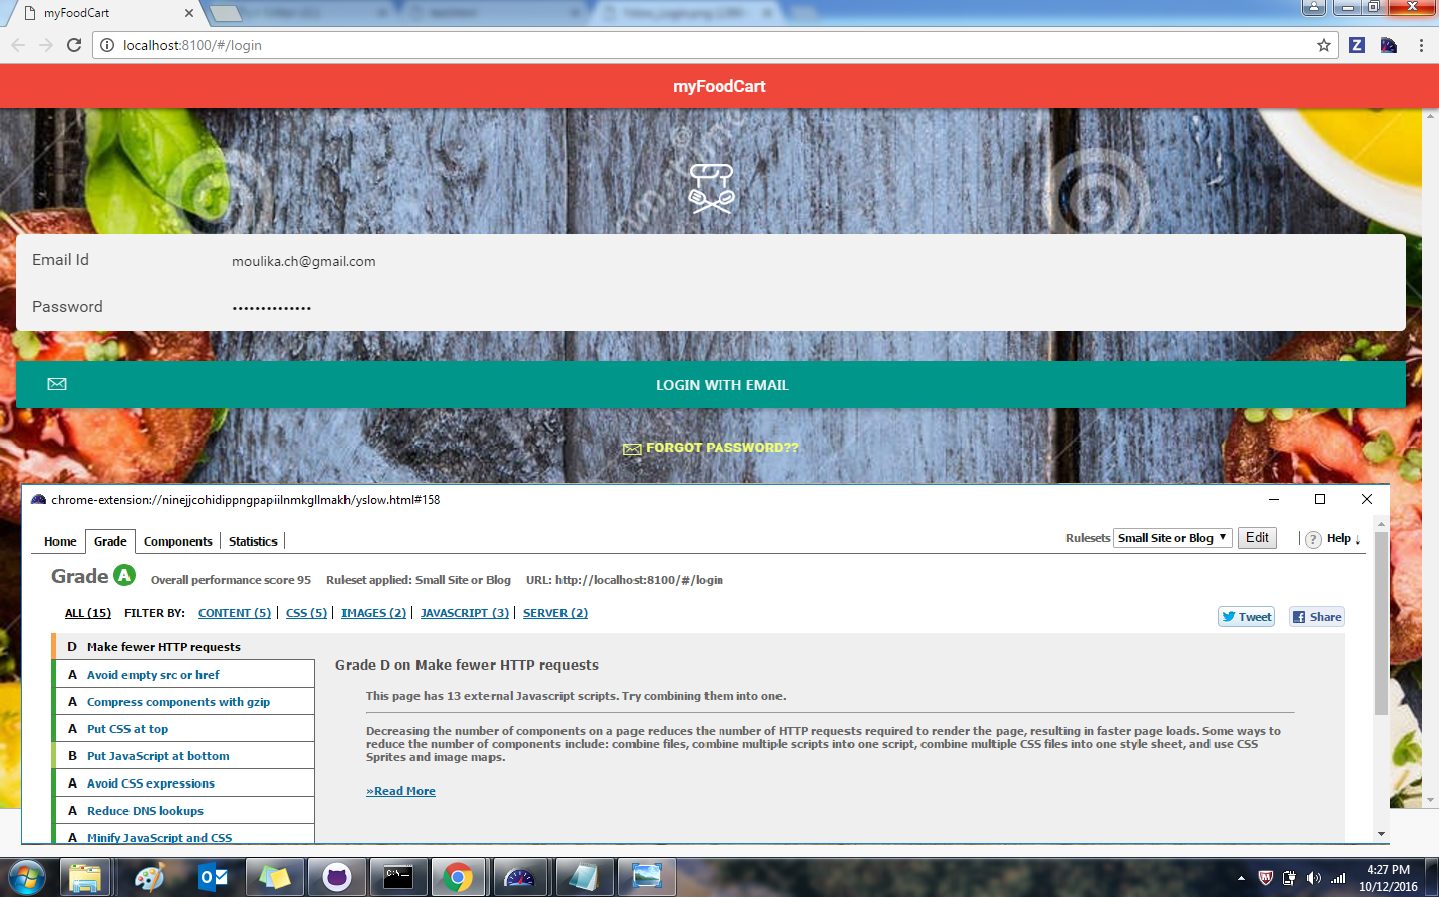 myFoodCart
localhost:8100/#/login
myFoodCart
Email Id
moulika.ch@gmail.com
Password
••••••••••••••
LOGIN WITH EMAIL
FORGOT PASSWORD??
chrome-extension://ninejjcohidippngpapiilnmkgllmakh/yslow.html#158
Home Grade Components Statistics
Rulesets Small Site or Blog Edit Help ↓
Grade A Overall performance score 95 Ruleset applied: Small Site or Blog URL: http://localhost:8100/#/login
ALL (15) FILTER BY: CONTENT (5) CSS (5) IMAGES (2) JAVASCRIPT (3) SERVER (2)
Tweet Share
D Make fewer HTTP requests
A Avoid empty src or href
A Compress components with gzip
A Put CSS at top
B Put JavaScript at bottom
A Avoid CSS expressions
A Reduce DNS lookups
A Minify JavaScript and CSS
Grade D on Make fewer HTTP requests
This page has 13 external Javascript scripts. Try combining them into one.
Decreasing the number of components on a page reduces the number of HTTP requests required to render the page, resulting in faster page loads. Some ways to
reduce the number of components include: combine files, combine multiple scripts into one script, combine multiple CSS files into one style sheet, and use CSS
Sprites and image maps.
»Read More
4:27 PM
10/12/2016